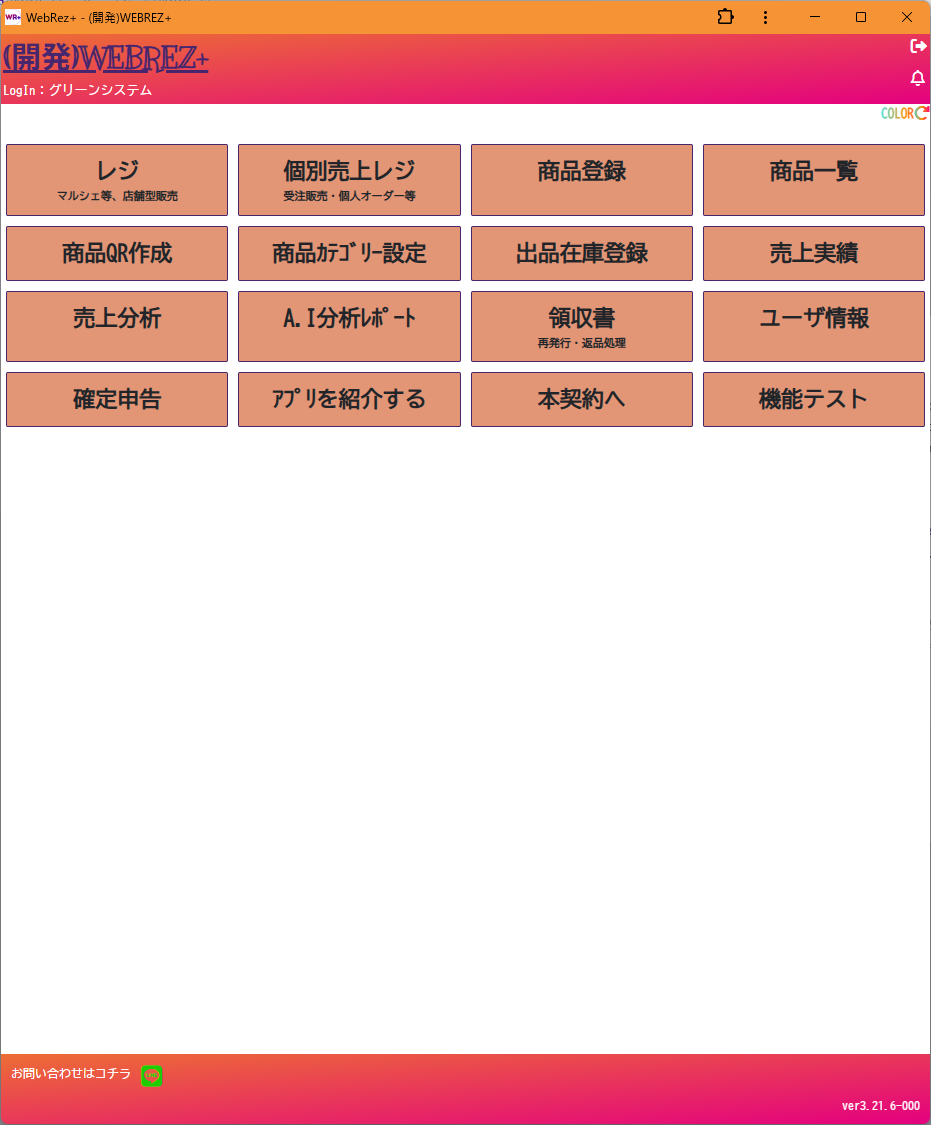 WR+ WebRez+ - (開発)WEBREZ+
(開発)WEBREZ+
LogIn：グリーンシステム
COLOR
レジ
マルシェ等、店舗型販売
個別売上レジ
受注販売・個人オーダー等
商品登録
商品一覧
商品QR作成
商品ｶﾃｺﾞﾘｰ設定
出品在庫登録
売上実績
売上分析
A.I分析ﾚﾎﾟｰﾄ
領収書
再発行・返品処理
ユーザ情報
確定申告
ｱﾌﾟﾘを紹介する
本契約へ
機能テスト
お問い合わせはコチラ
ver3.21.6-000